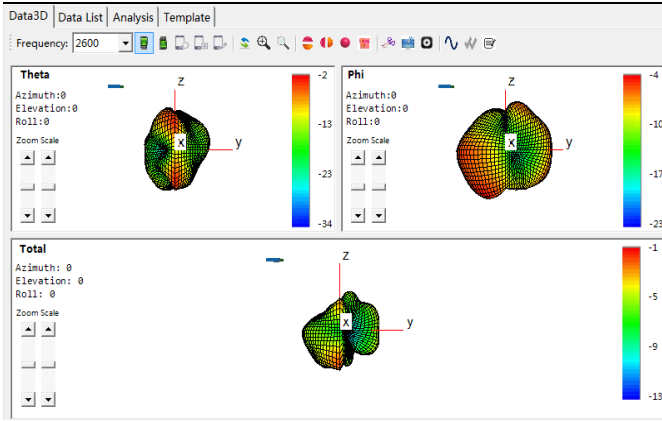 Data3D Data List Analysis Template
Frequency: 2600
Theta
Azimuth:0
Elevation:0
Roll:0
Zoom Scale
Z
X
y
-2
-13
-23
-34
Phi
Azimuth:0
Elevation:0
Roll:0
Zoom Scale
Z
X
y
-4
-10
-17
-23
Total
Azimuth: 0
Elevation: 0
Roll: 0
Zoom Scale
Z
X
y
-1
-5
-9
-13